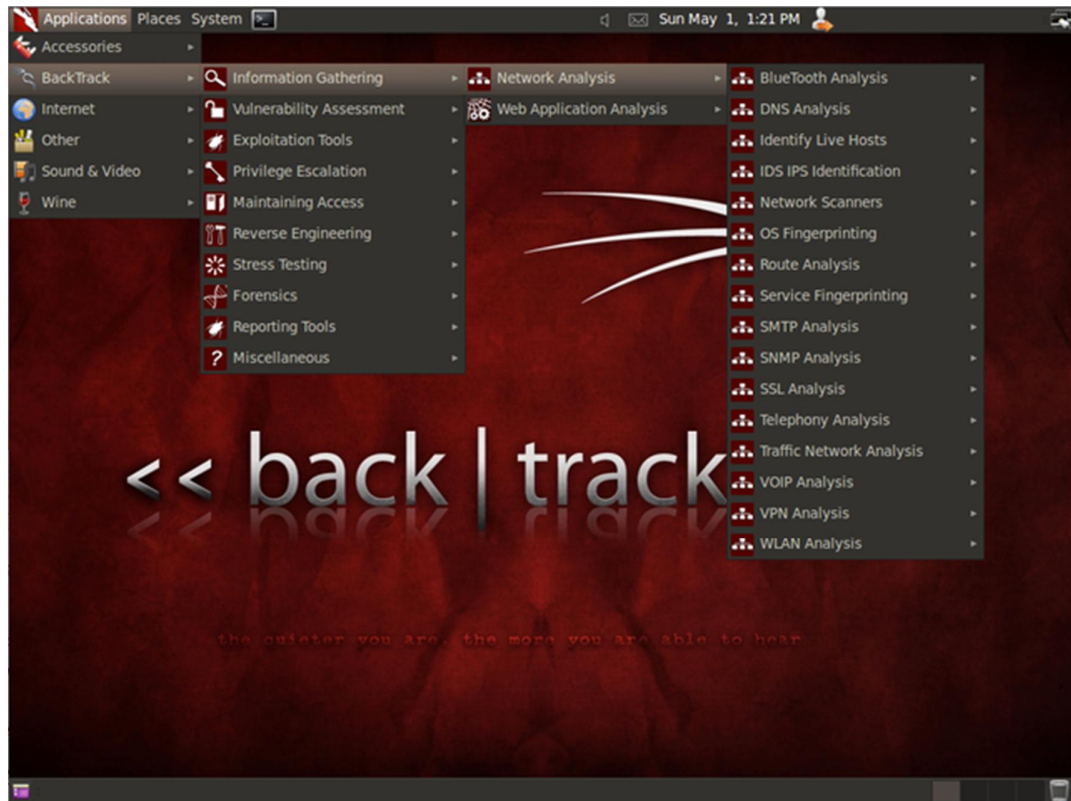 Applications Places System Sun May 1, 1:21 PM
Accessories
BackTrack
Internet
Other
Sound & Video
Wine
Information Gathering
Vulnerability Assessment
Exploitation Tools
Privilege Escalation
Maintaining Access
Reverse Engineering
Stress Testing
Forensics
Reporting Tools
Miscellaneous
Network Analysis
Web Application Analysis
BlueTooth Analysis
DNS Analysis
Identify Live Hosts
IDS IPS Identification
Network Scanners
OS Fingerprinting
Route Analysis
Service Fingerprinting
SMTP Analysis
SNMP Analysis
SSL Analysis
Telephony Analysis
Traffic Network Analysis
VOIP Analysis
VPN Analysis
WLAN Analysis
<< back | track
the quieter you are, the more you are able to hear